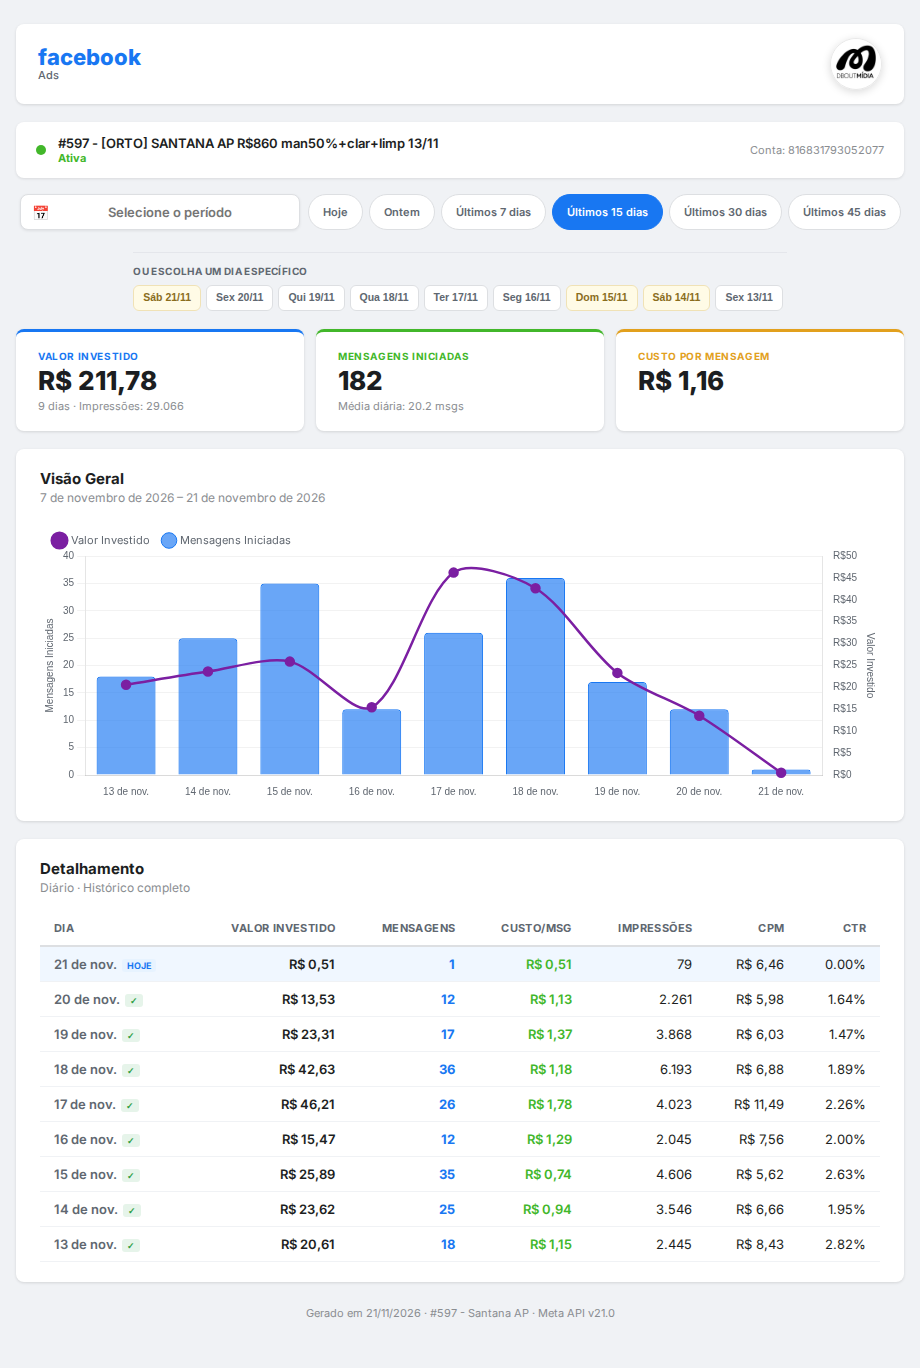 facebook
Ads
DBOUTMÍDIA
#597 - [ORTO] SANTANA AP R$860 man50%+clar+limp 13/11
Ativa
Conta: 816831793052077
Selecione o período
Hoje
Ontem
Últimos 7 dias
Últimos 15 dias
Últimos 30 dias
Últimos 45 dias
OU ESCOLHA UM DIA ESPECÍFICO
Sáb 21/11
Sex 20/11
Qui 19/11
Qua 18/11
Ter 17/11
Seg 16/11
Dom 15/11
Sáb 14/11
Sex 13/11
VALOR INVESTIDO
R$ 211,78
9 dias · Impressões: 29.066
MENSAGENS INICIADAS
182
Média diária: 20.2 msgs
CUSTO POR MENSAGEM
R$ 1,16
Visão Geral
7 de novembro de 2026 – 21 de novembro de 2026
Valor Investido
Mensagens Iniciadas
Mensagens Iniciadas
40
35
30
25
20
15
10
5
0
R$50
R$45
R$40
R$35
R$30
R$25
R$20
R$15
R$10
R$5
R$0
Valor Investido
13 de nov.
14 de nov.
15 de nov.
16 de nov.
17 de nov.
18 de nov.
19 de nov.
20 de nov.
21 de nov.
Detalhamento
Diário · Histórico completo
DIA VALOR INVESTIDO MENSAGENS CUSTO/MSG IMPRESSÕES CPM CTR
21 de nov. HOJE R$ 0,51 1 R$ 0,51 79 R$ 6,46 0.00%
20 de nov. ✓ R$ 13,53 12 R$ 1,13 2.261 R$ 5,98 1.64%
19 de nov. ✓ R$ 23,31 17 R$ 1,37 3.868 R$ 6,03 1.47%
18 de nov. ✓ R$ 42,63 36 R$ 1,18 6.193 R$ 6,88 1.89%
17 de nov. ✓ R$ 46,21 26 R$ 1,78 4.023 R$ 11,49 2.26%
16 de nov. ✓ R$ 15,47 12 R$ 1,29 2.045 R$ 7,56 2.00%
15 de nov. ✓ R$ 25,89 35 R$ 0,74 4.606 R$ 5,62 2.63%
14 de nov. ✓ R$ 23,62 25 R$ 0,94 3.546 R$ 6,66 1.95%
13 de nov. ✓ R$ 20,61 18 R$ 1,15 2.445 R$ 8,43 2.82%
Gerado em 21/11/2026 · #597 - Santana AP · Meta API v21.0